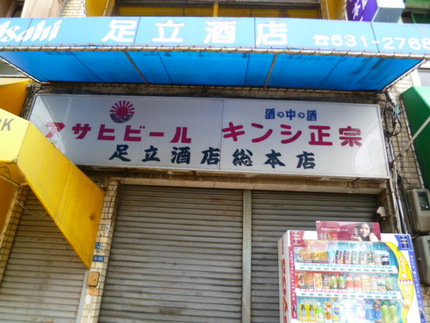 Asahi 足立酒店 ☎631-2768
酒の中の酒
アサヒビール キンシ正宗
足立酒店総本店